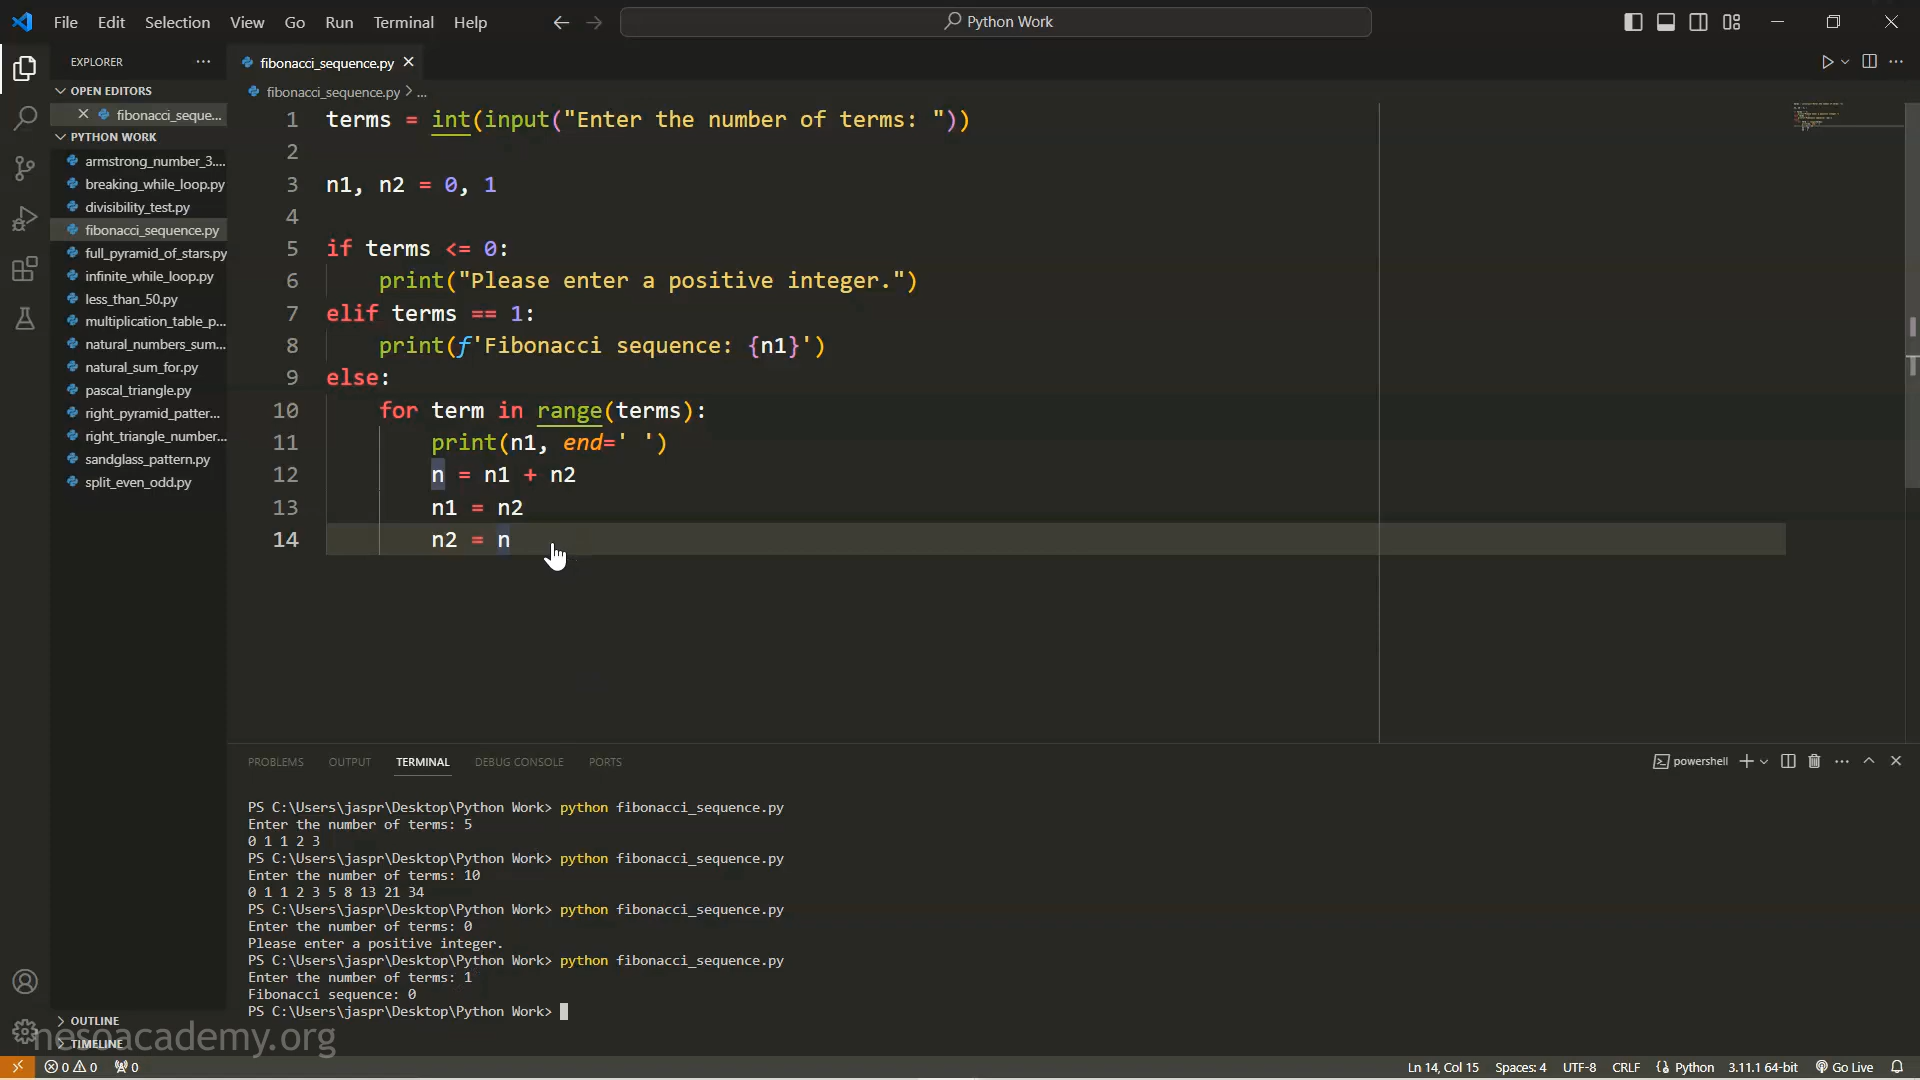 File Edit Selection View Go Run Terminal Help
Python Work
EXPLORER
OPEN EDITORS
fibonacci_seque...
PYTHON WORK
armstrong_number_3....
breaking_while_loop.py
divisibility_test.py
fibonacci_sequence.py
full_pyramid_of_stars.py
infinite_while_loop.py
less_than_50.py
multiplication_table_p...
natural_numbers_sum...
natural_sum_for.py
pascal_triangle.py
right_pyramid_patter...
right_triangle_number...
sandglass_pattern.py
split_even_odd.py
OUTLINE
TIMELINE
fibonacci_sequence.py
fibonacci_sequence.py > ...
1 terms = int(input("Enter the number of terms: "))
2
3 n1, n2 = 0, 1
4
5 if terms <= 0:
6 print("Please enter a positive integer.")
7 elif terms == 1:
8 print(f'Fibonacci sequence: {n1}')
9 else:
10 for term in range(terms):
11 print(n1, end=' ')
12 n = n1 + n2
13 n1 = n2
14 n2 = n
PROBLEMS OUTPUT TERMINAL DEBUG CONSOLE PORTS
powershell
PS C:\Users\jaspr\Desktop\Python Work> python fibonacci_sequence.py
Enter the number of terms: 5
0 1 1 2 3
PS C:\Users\jaspr\Desktop\Python Work> python fibonacci_sequence.py
Enter the number of terms: 10
0 1 1 2 3 5 8 13 21 34
PS C:\Users\jaspr\Desktop\Python Work> python fibonacci_sequence.py
Enter the number of terms: 0
Please enter a positive integer.
PS C:\Users\jaspr\Desktop\Python Work> python fibonacci_sequence.py
Enter the number of terms: 1
Fibonacci sequence: 0
PS C:\Users\jaspr\Desktop\Python Work>
nesoacademy.org
0 0 0 Ln 14, Col 15 Spaces: 4 UTF-8 CRLF Python 3.11.1 64-bit Go Live